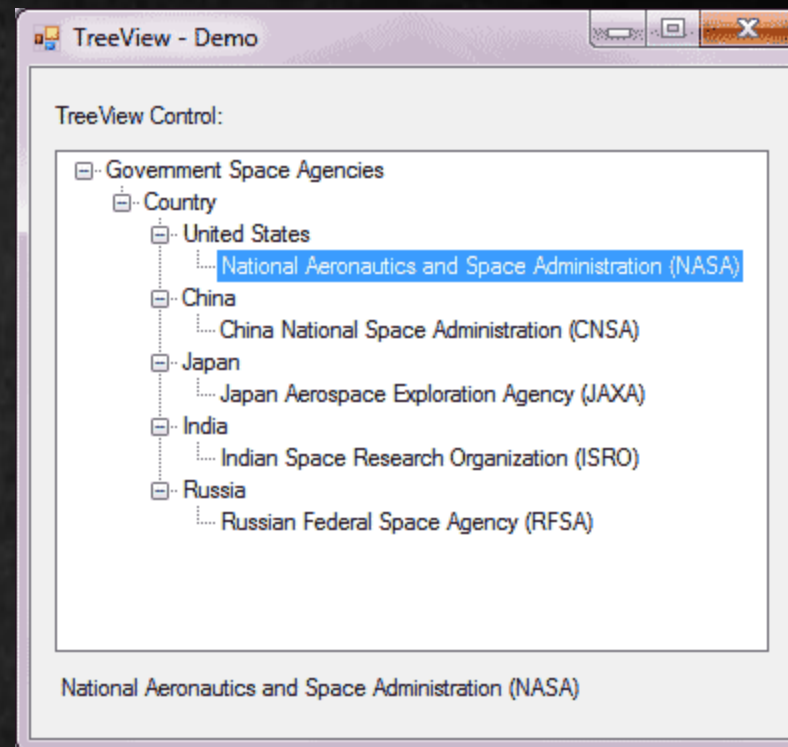 TreeView - Demo
TreeView Control:
Government Space Agencies
Country
United States
National Aeronautics and Space Administration (NASA)
China
China National Space Administration (CNSA)
Japan
Japan Aerospace Exploration Agency (JAXA)
India
Indian Space Research Organization (ISRO)
Russia
Russian Federal Space Agency (RFSA)
National Aeronautics and Space Administration (NASA)